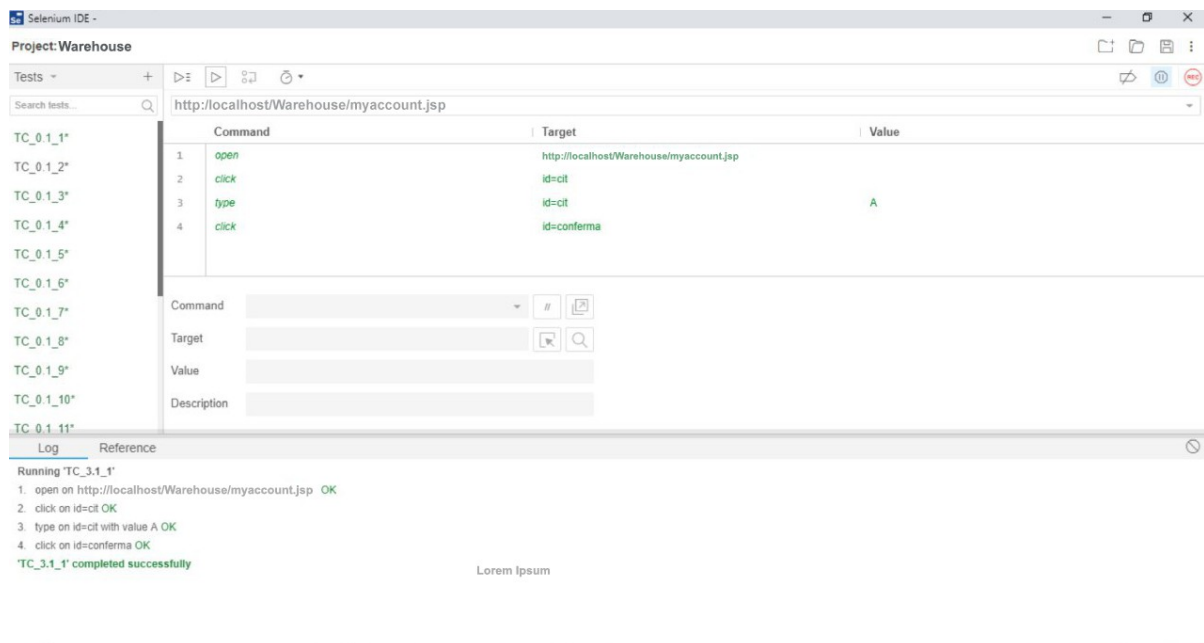 Se Selenium IDE -
Project: Warehouse
Tests
Search tests...
TC_0.1_1*
TC_0.1_2*
TC_0.1_3*
TC_0.1_4*
TC_0.1_5*
TC_0.1_6*
TC_0.1_7*
TC_0.1_8*
TC_0.1_9*
TC_0.1_10*
TC_0.1_11*
REC
http:/localhost/Warehouse/myaccount.jsp
Command Target Value
1 open http://localhost/Warehouse/myaccount.jsp
2 click id=cit
3 type id=cit A
4 click id=conferma
Command //
Target
Value
Description
Log Reference
Running 'TC_3.1_1'
1. open on http://localhost/Warehouse/myaccount.jsp OK
2. click on id=cit OK
3. type on id=cit with value A OK
4. click on id=conferma OK
'TC_3.1_1' completed successfully
Lorem Ipsum